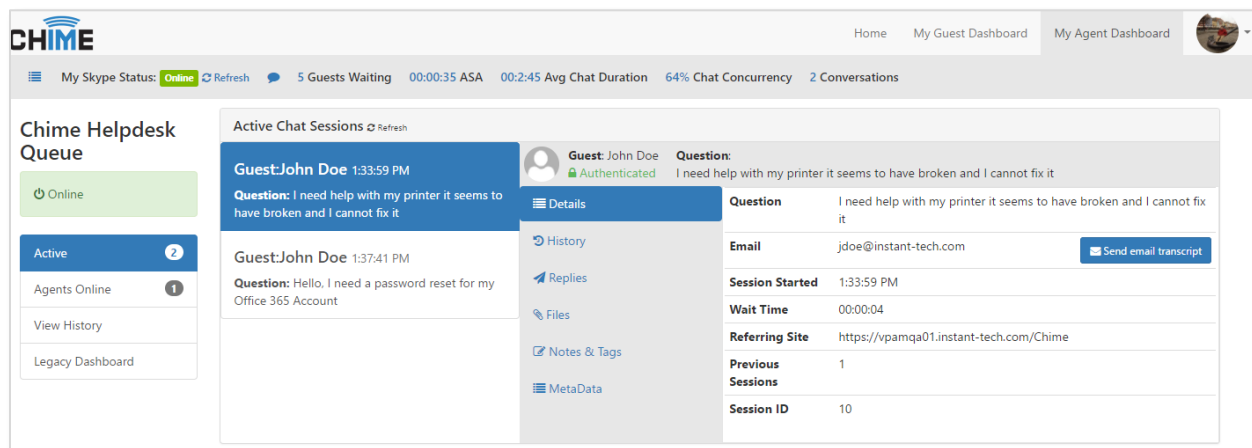 CHIME
Home My Guest Dashboard My Agent Dashboard
My Skype Status: Online Refresh 5 Guests Waiting 00:00:35 ASA 00:2:45 Avg Chat Duration 64% Chat Concurrency 2 Conversations
Chime Helpdesk
Queue
Online
Active 2
Agents Online 1
View History
Legacy Dashboard
Active Chat Sessions Refresh
Guest:John Doe 1:33:59 PM
Question: I need help with my printer it seems to
have broken and I cannot fix it
Guest:John Doe 1:37:41 PM
Question: Hello, I need a password reset for my
Office 365 Account
Guest: John Doe Question:
Authenticated I need help with my printer it seems to have broken and I cannot fix it
Details
History
Replies
Files
Notes & Tags
MetaData
Question I need help with my printer it seems to have broken and I cannot fix
it
Email jdoe@instant-tech.com Send email transcript
Session Started 1:33:59 PM
Wait Time 00:00:04
Referring Site https://vpamqa01.instant-tech.com/Chime
Previous 1
Sessions
Session ID 10